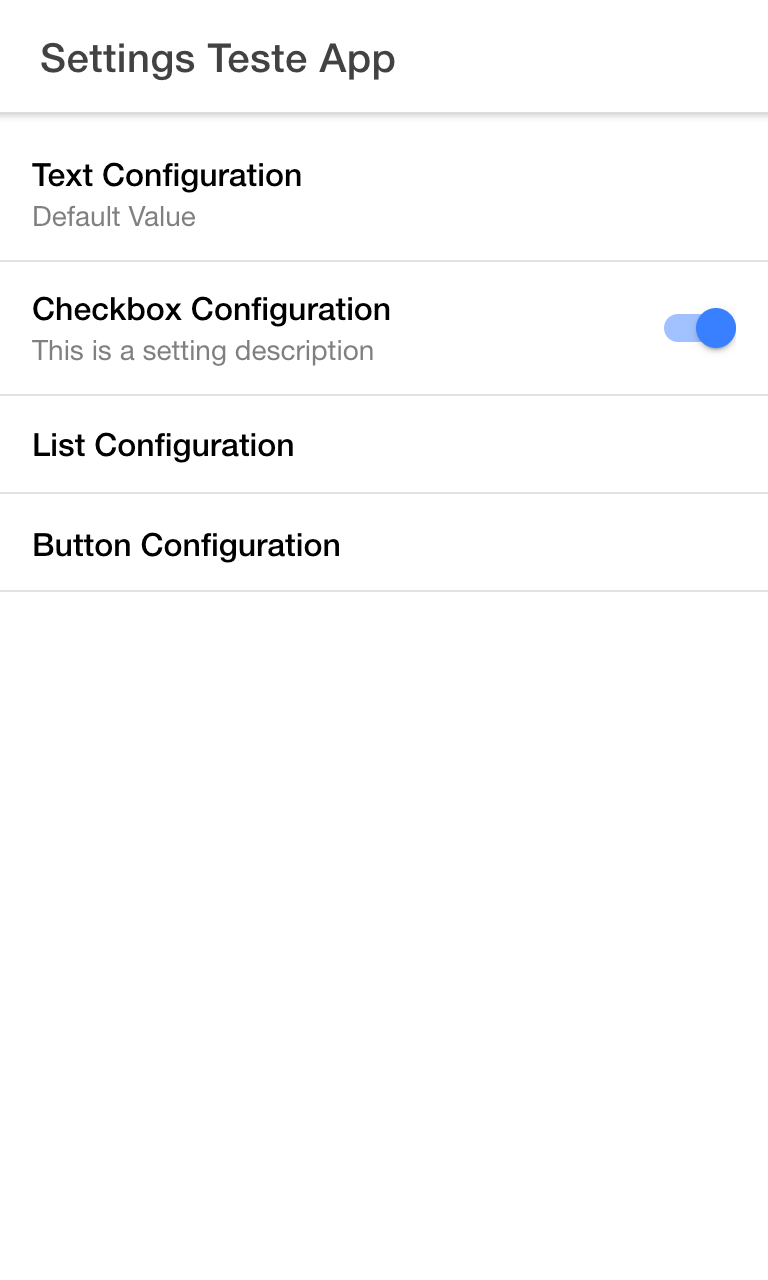 Settings Teste App
Text Configuration
Default Value
Checkbox Configuration
This is a setting description
List Configuration
Button Configuration